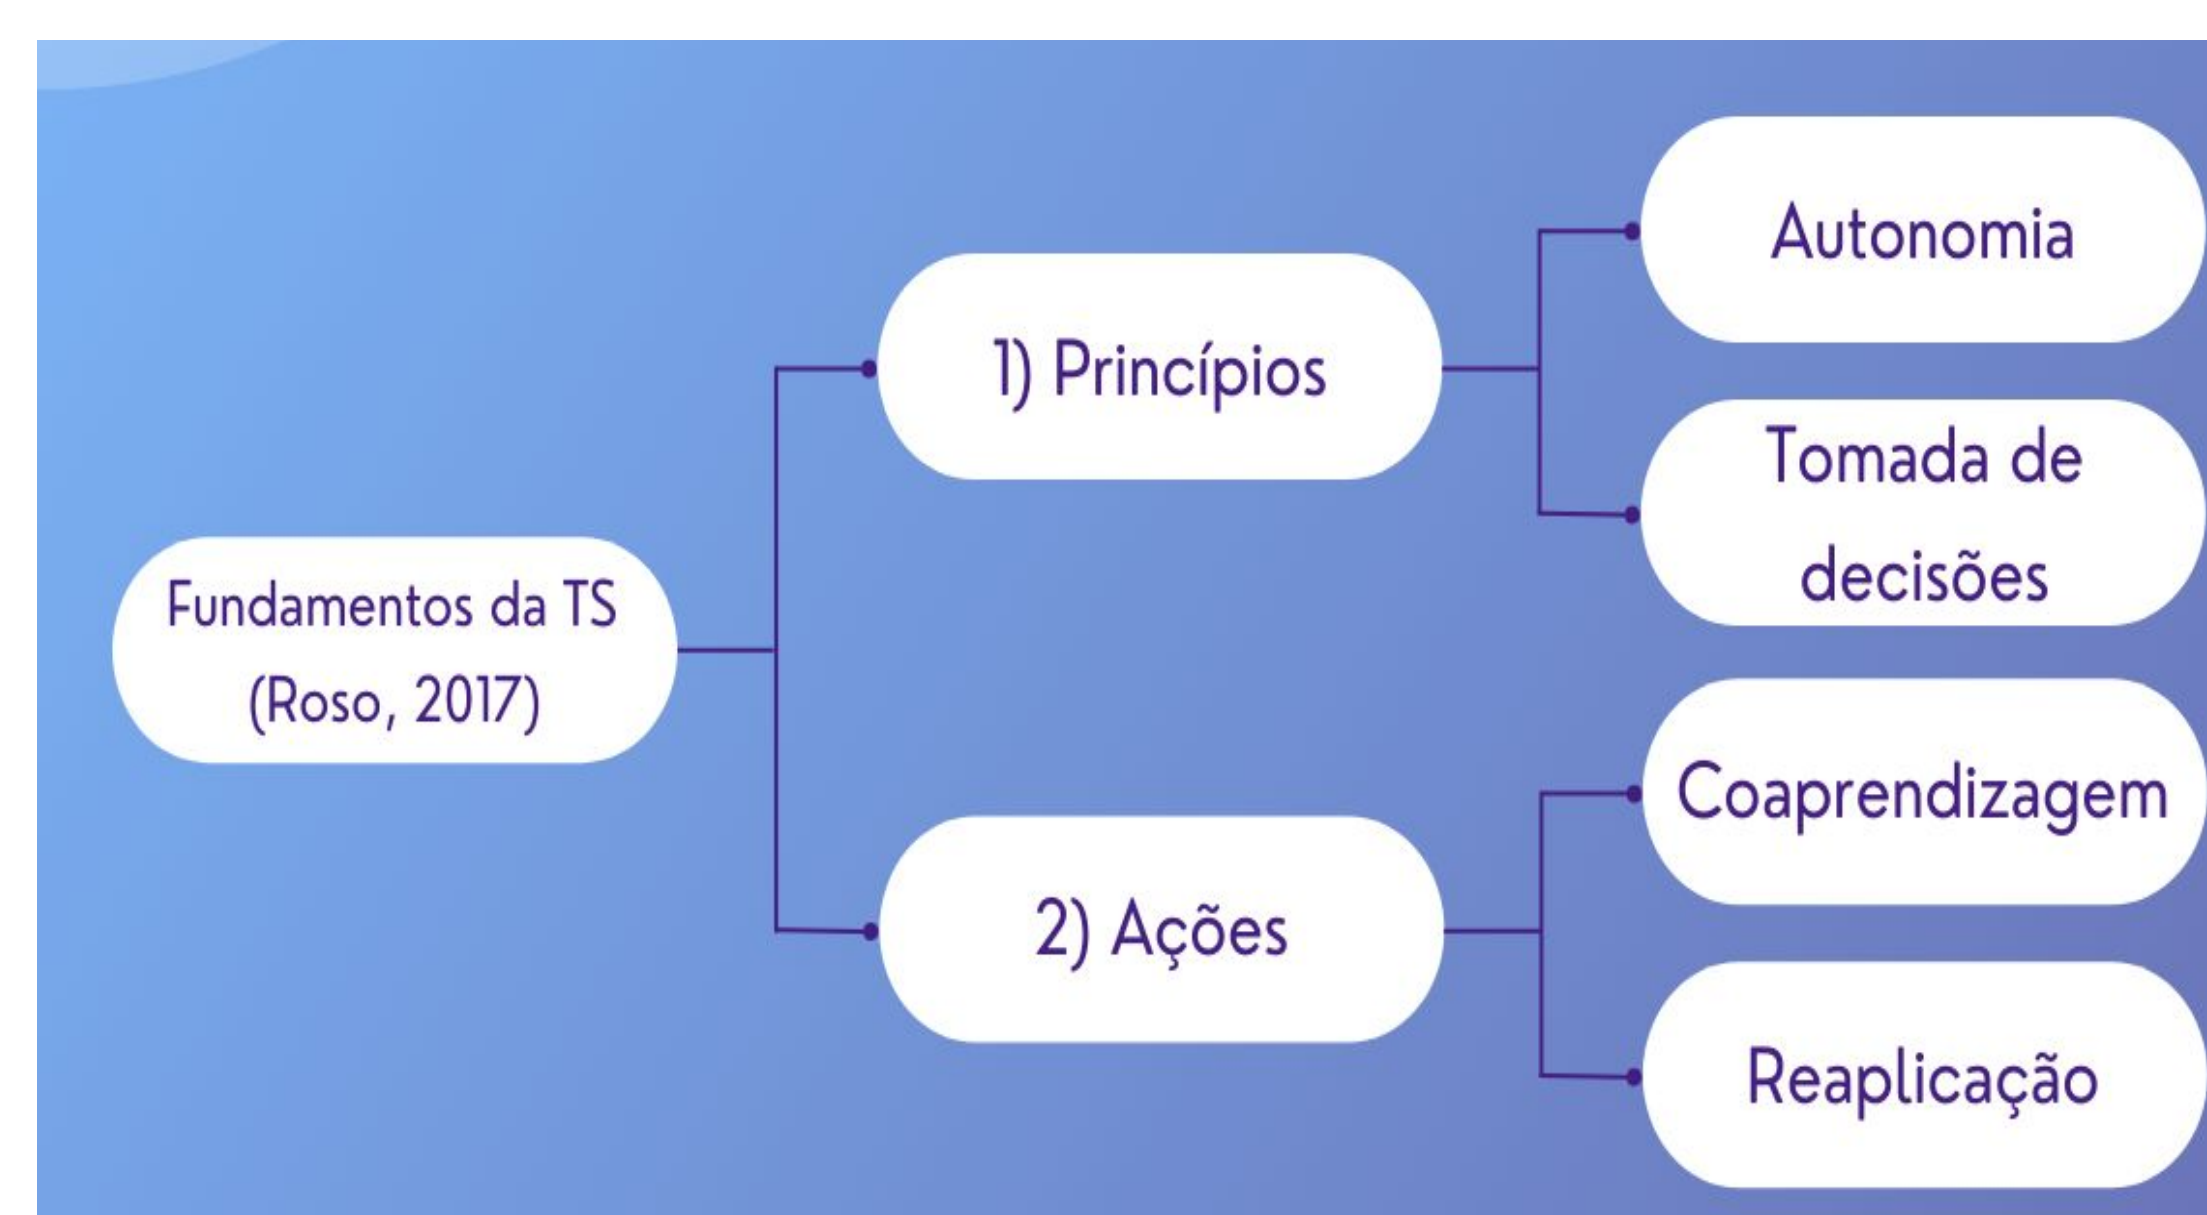 Fundamentos da TS
(Roso, 2017)
1) Princípios
Autonomia
Tomada de
decisões
2) Ações
Coaprendizagem
Reaplicação